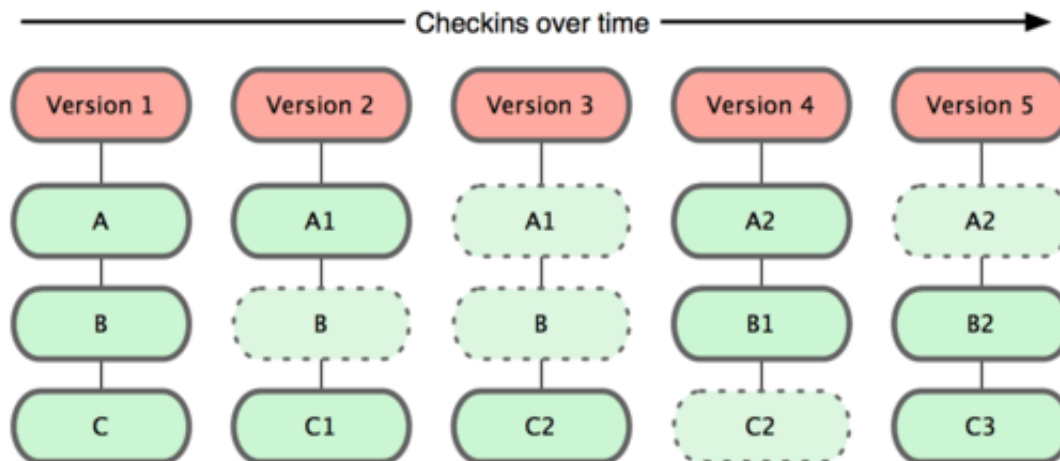 Checkins over time
Version 1 Version 2 Version 3 Version 4 Version 5
A A1 A1 A2 A2
B B B B1 B2
C C1 C2 C2 C3